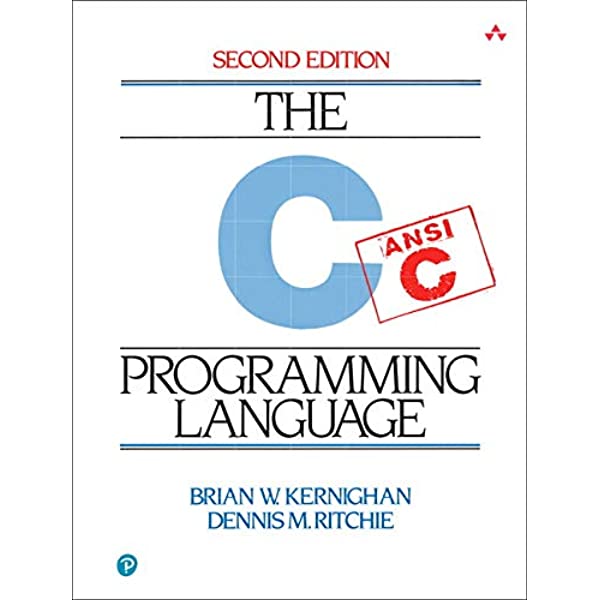 SECOND EDITION
THE
C
ANSI
C
PROGRAMMING
LANGUAGE
BRIAN W. KERNIGHAN
DENNIS M. RITCHIE
P